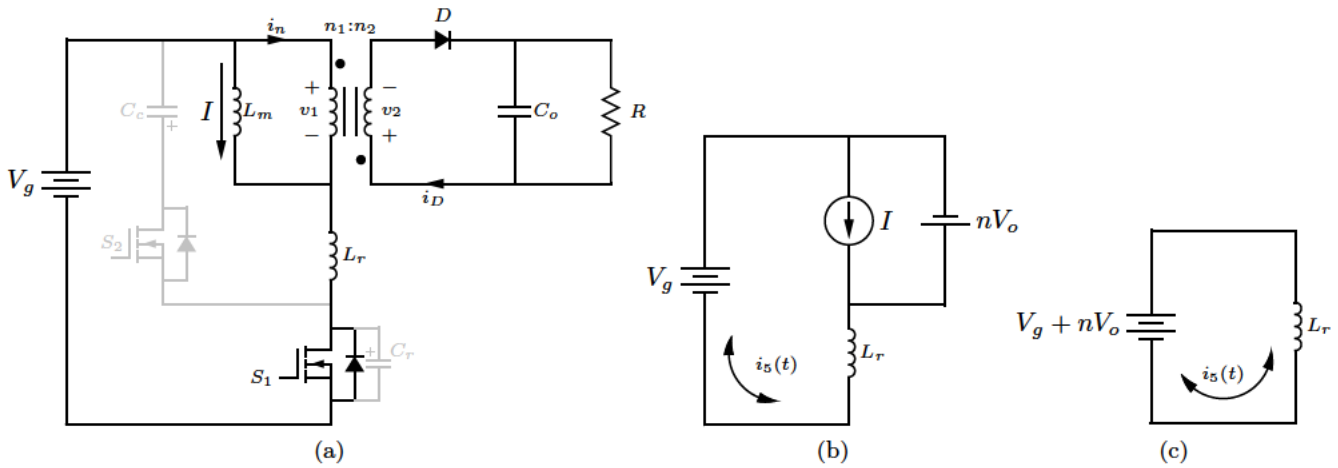 i_n
n_1:n_2
D
C_c
+
I
L_m
+
v_1
-
-
v_2
+
C_o
R
V_g
i_D
S_2
L_r
S_1
+
C_r
(a)
I
nV_o
V_g
L_r
i_5(t)
(b)
V_g + nV_o
L_r
i_5(t)
(c)